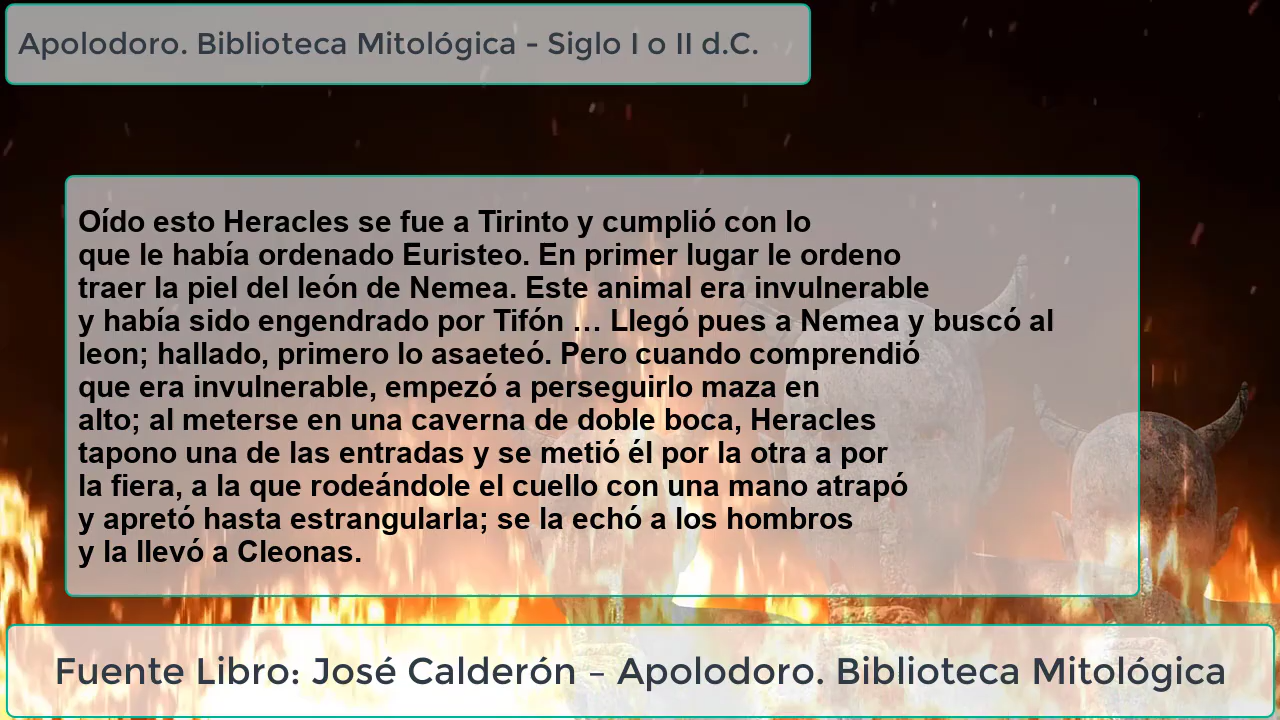 Apolodoro. Biblioteca Mitológica - Siglo I o II d.C.
Oído esto Heracles se fue a Tirinto y cumplió con lo
que le había ordenado Euristeo. En primer lugar le ordeno
traer la piel del león de Nemea. Este animal era invulnerable
y había sido engendrado por Tifón … Llegó pues a Nemea y buscó al
leon; hallado, primero lo asaeteó. Pero cuando comprendió
que era invulnerable, empezó a perseguirlo maza en
alto; al meterse en una caverna de doble boca, Heracles
tapono una de las entradas y se metió él por la otra a por
la fiera, a la que rodeándole el cuello con una mano atrapó
y apretó hasta estrangularla; se la echó a los hombros
y la llevó a Cleonas.
Fuente Libro: José Calderón – Apolodoro. Biblioteca Mitológica